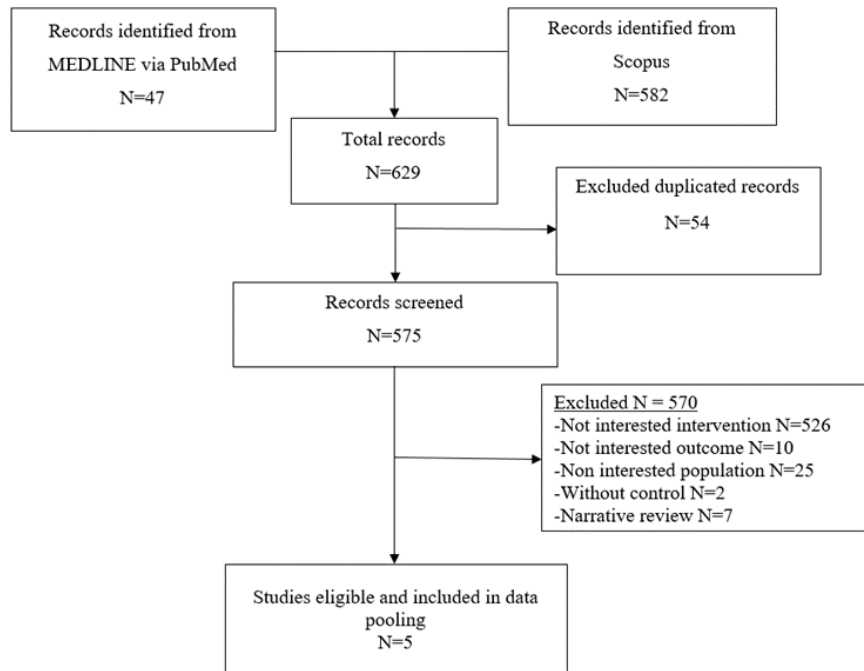 Records identified from
MEDLINE via PubMed
N=47
Records identified from
Scopus
N=582
Total records
N=629
Excluded duplicated records
N=54
Records screened
N=575
Excluded N = 570
-Not interested intervention N=526
-Not interested outcome N=10
-Non interested population N=25
-Without control N=2
-Narrative review N=7
Studies eligible and included in data
pooling
N=5